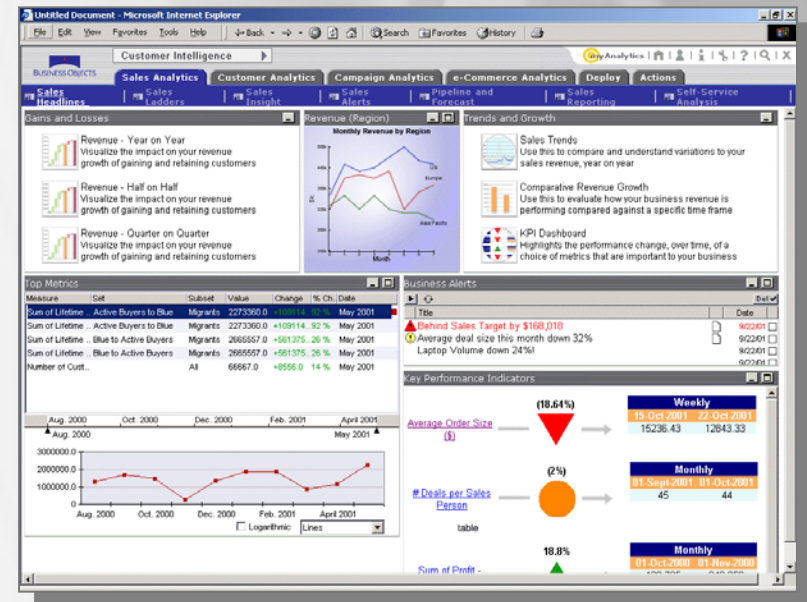 Untitled Document - Microsoft Internet Explorer
File Edit View Favorites Tools Help Back Search Favorites History
BUSINESS OBJECTS
Customer Intelligence
my Analytics
Sales Analytics Customer Analytics Campaign Analytics e-Commerce Analytics Deploy Actions
Sales Headlines
Sales Ladders
Sales Insight
Sales Alerts
Pipeline and Forecast
Sales Reporting
Self-Service Analysis
Gains and Losses
Revenue - Year on Year
Visualize the impact on your revenue
growth of gaining and retaining customers
Revenue - Half on Half
Visualize the impact on your revenue
growth of gaining and retaining customers
Revenue - Quarter on Quarter
Visualize the impact on your revenue
growth of gaining and retaining customers
Revenue (Region)
Monthly Revenue by Region
US
Europe
Asia Pacific
Month
Trends and Growth
Sales Trends
Use this to compare and understand variations to your
sales revenue, year on year
Comparative Revenue Growth
Use this to evaluate how your business revenue is
performing compared against a specific time frame
KPI Dashboard
Highlights the performance change, over time, of a
choice of metrics that are important to your business
Top Metrics
Measure Set Subset Value Change % Ch.. Date
Sum of Lifetime .. Active Buyers to Blue Migrants 2273360.0 +109114.. 92 % May 2001
Sum of Lifetime .. Active Buyers to Blue Migrants 2273360.0 +109114.. 92 % May 2001
Sum of Lifetime .. Blue to Active Buyers Migrants 2665557.0 +561375.. 26 % May 2001
Sum of Lifetime .. Blue to Active Buyers Migrants 2665557.0 +561375.. 26 % May 2001
Number of Cust.. All 66667.0 +8556.0 14 % May 2001
Aug. 2000 Oct. 2000 Dec. 2000 Feb. 2001 April 2001
Aug. 2000 May 2001
3000000.0
2000000.0
1000000.0
0
Aug. 2000 Oct. 2000 Dec. 2000 Feb. 2001 April 2001
Logarithmic Lines
Business Alerts
Del
Title Date
Behind Sales Target by $168,018 9/22/01
Average deal size this month down 32% 9/22/01
Laptop Volume down 24%! 9/22/01
9/22/01
Key Performance Indicators
Average Order Size
($)
(18.64%)
Weekly
15-Oct-2001 22-Oct-2001
15236.43 12843.33
# Deals per Sales
Person
table
(2%)
Monthly
01-Sept-2001 01-Oct-2001
45 44
Sum of Profit -
18.8%
Monthly
01-Oct-2000 01-Nov-2000